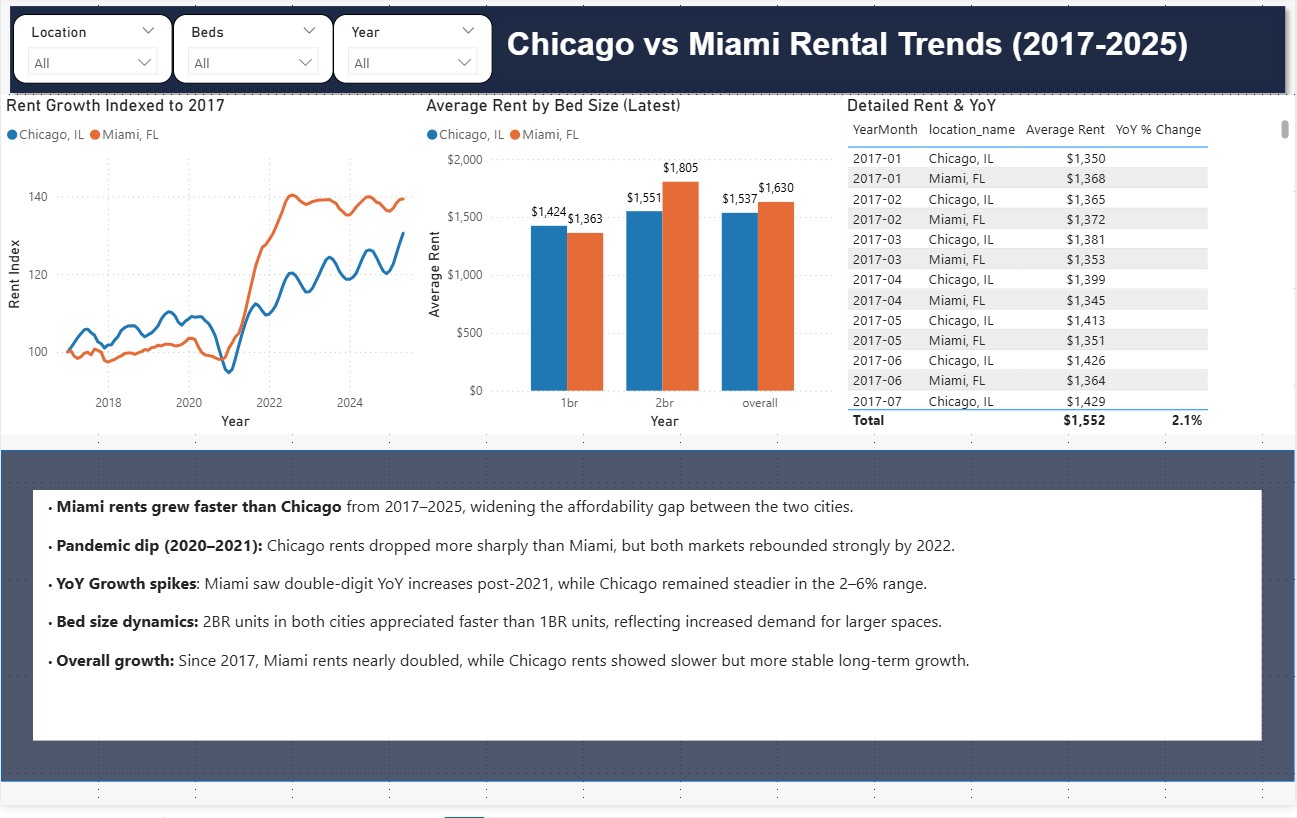 Location
All
Beds
All
Year
All
Chicago vs Miami Rental Trends (2017-2025)
Rent Growth Indexed to 2017
Chicago, IL Miami, FL
Rent Index
140
120
100
2018 2020 2022 2024
Year
Average Rent by Bed Size (Latest)
Chicago, IL Miami, FL
Average Rent
$2,000
$1,500
$1,000
$500
$0
$1,424 $1,363 $1,551 $1,805 $1,537 $1,630
1br 2br overall
Year
Detailed Rent & YoY
YearMonth location_name Average Rent YoY % Change
2017-01 Chicago, IL $1,350
2017-01 Miami, FL $1,368
2017-02 Chicago, IL $1,365
2017-02 Miami, FL $1,372
2017-03 Chicago, IL $1,381
2017-03 Miami, FL $1,353
2017-04 Chicago, IL $1,399
2017-04 Miami, FL $1,345
2017-05 Chicago, IL $1,413
2017-05 Miami, FL $1,351
2017-06 Chicago, IL $1,426
2017-06 Miami, FL $1,364
2017-07 Chicago, IL $1,429
Total $1,552 2.1%
• Miami rents grew faster than Chicago from 2017–2025, widening the affordability gap between the two cities.
• Pandemic dip (2020–2021): Chicago rents dropped more sharply than Miami, but both markets rebounded strongly by 2022.
• YoY Growth spikes: Miami saw double-digit YoY increases post-2021, while Chicago remained steadier in the 2–6% range.
• Bed size dynamics: 2BR units in both cities appreciated faster than 1BR units, reflecting increased demand for larger spaces.
• Overall growth: Since 2017, Miami rents nearly doubled, while Chicago rents showed slower but more stable long-term growth.